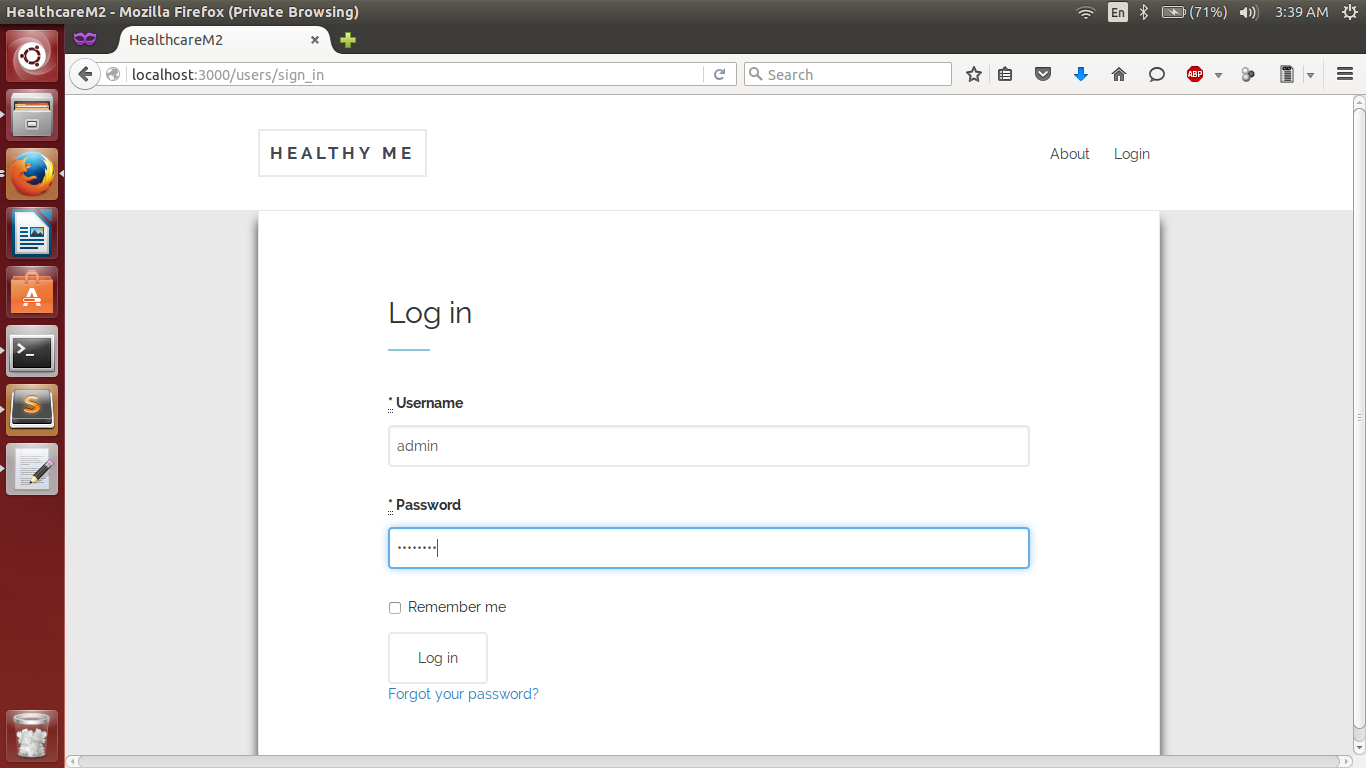 HealthcareM2 - Mozilla Firefox (Private Browsing)
En
(71%)
3:39 AM
HealthcareM2
localhost:3000/users/sign_in
Search
ABP
HEALTHY ME
About
Login
Log in
* Username
admin
* Password
••••••••
Remember me
Log in
Forgot your password?